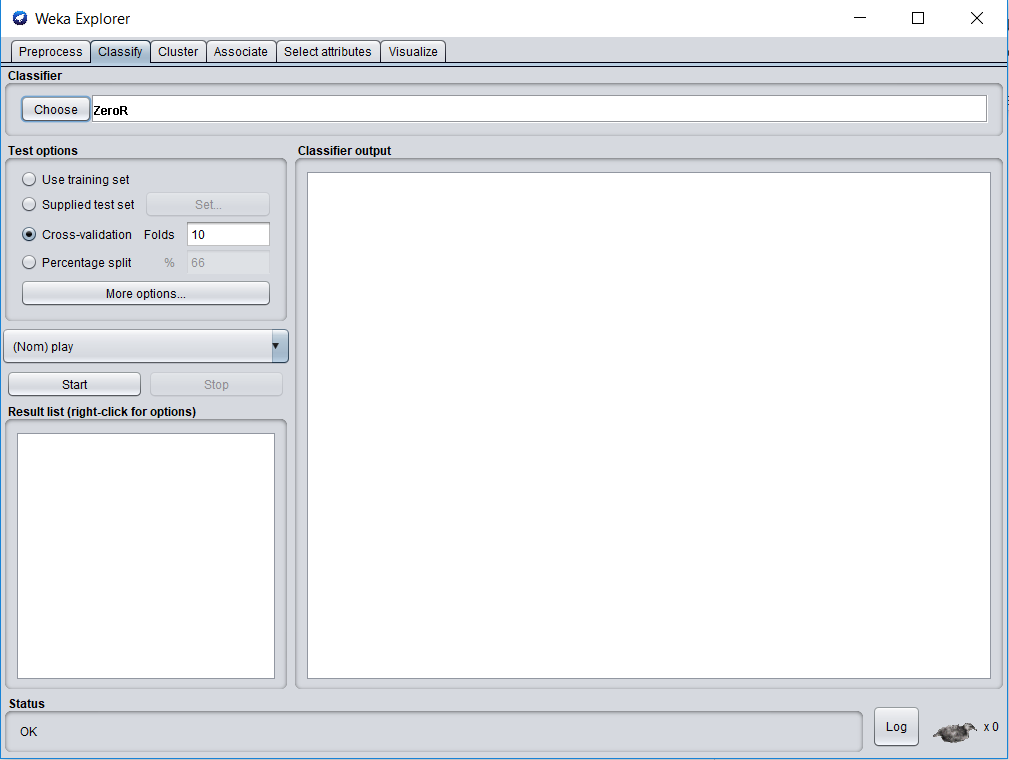 Weka Explorer
Preprocess Classify Cluster Associate Select attributes Visualize
Classifier
Choose ZeroR
Test options
Use training set
Supplied test set Set...
Cross-validation Folds 10
Percentage split % 66
More options...
(Nom) play
Start Stop
Result list (right-click for options)
Classifier output
Status
OK
Log x 0